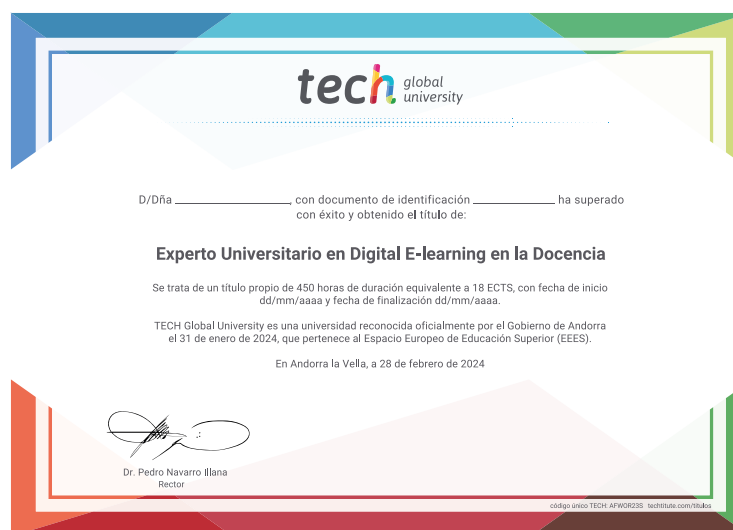 tech global
university
D/Dña ______________, con documento de identificación __________ ha superado
con éxito y obtenido el título de:
Experto Universitario en Digital E-learning en la Docencia
Se trata de un título propio de 450 horas de duración equivalente a 18 ECTS, con fecha de inicio
dd/mm/aaaa y fecha de finalización dd/mm/aaaa.
TECH Global University es una universidad reconocida oficialmente por el Gobierno de Andorra
el 31 de enero de 2024, que pertenece al Espacio Europeo de Educación Superior (EEES).
En Andorra la Vella, a 28 de febrero de 2024
Dr. Pedro Navarro Illana
Rector
código único TECH: AFWOR23S techtitute.com/titulos